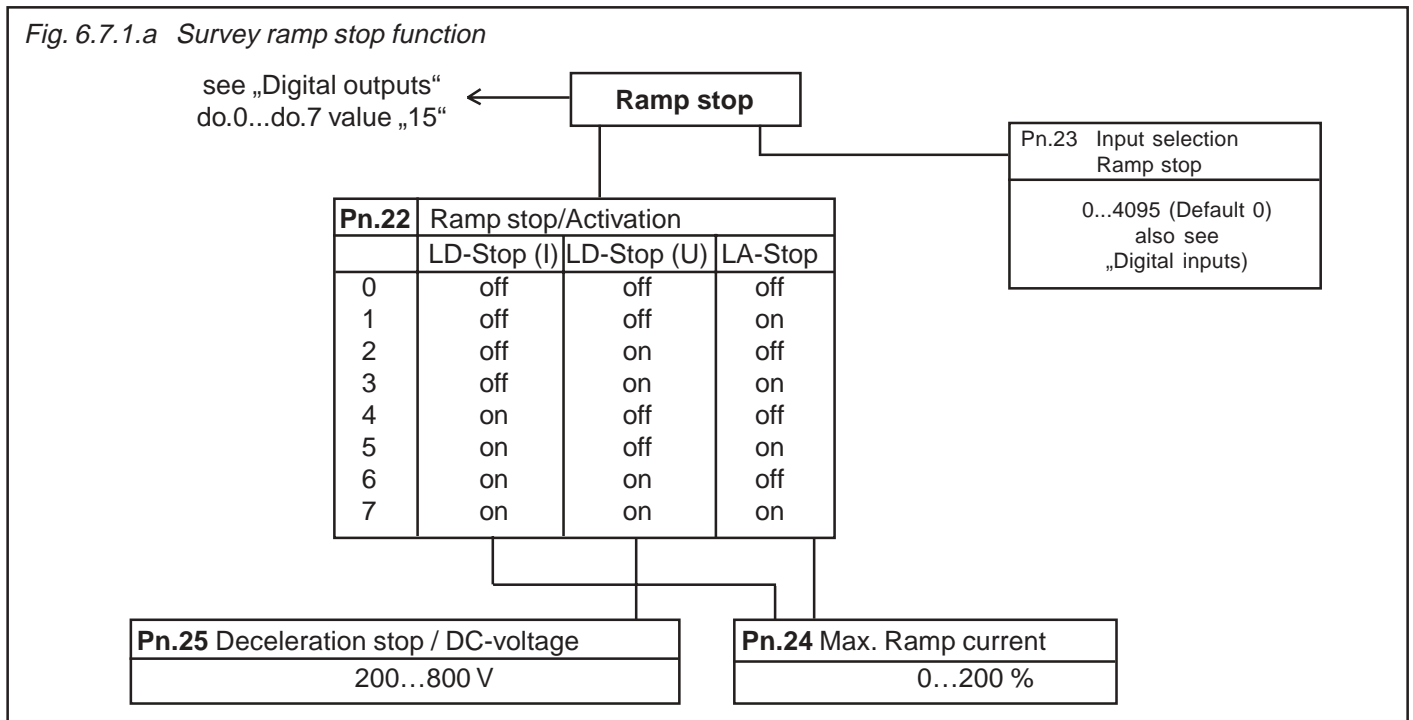 Fig. 6.7.1.a Survey ramp stop function
see „Digital outputs“
do.0...do.7 value „15“
Ramp stop
Pn.23 Input selection
Ramp stop
0...4095 (Default 0)
also see
„Digital inputs)
Pn.22 Ramp stop/Activation
LD-Stop (I) LD-Stop (U) LA-Stop
0 off off off
1 off off on
2 off on off
3 off on on
4 on off off
5 on off on
6 on on off
7 on on on
Pn.25 Deceleration stop / DC-voltage
200...800 V
Pn.24 Max. Ramp current
0...200 %